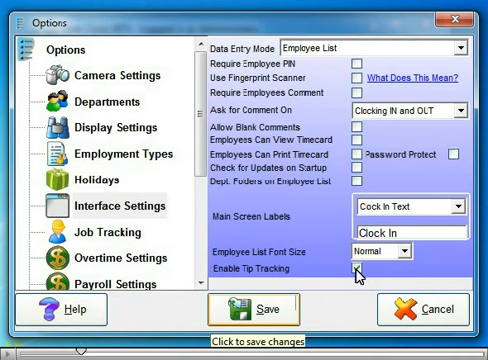 Options
Options
Camera Settings
Departments
Display Settings
Employment Types
Holidays
Interface Settings
Job Tracking
Overtime Settings
Payroll Settings
Data Entry Mode Employee List
Require Employee PIN
Use Fingerprint Scanner What Does This Mean?
Require Employees Comment
Ask for Comment On Clocking IN and OUT
Allow Blank Comments
Employees Can View Timecard
Employees Can Print Timecard Password Protect
Check for Updates on Startup
Dept. Folders on Employee List
Main Screen Labels
Cock In Text
Clock In
Employee List Font Size Normal
Enable Tip Tracking
Help
Save
Cancel
Click to save changes